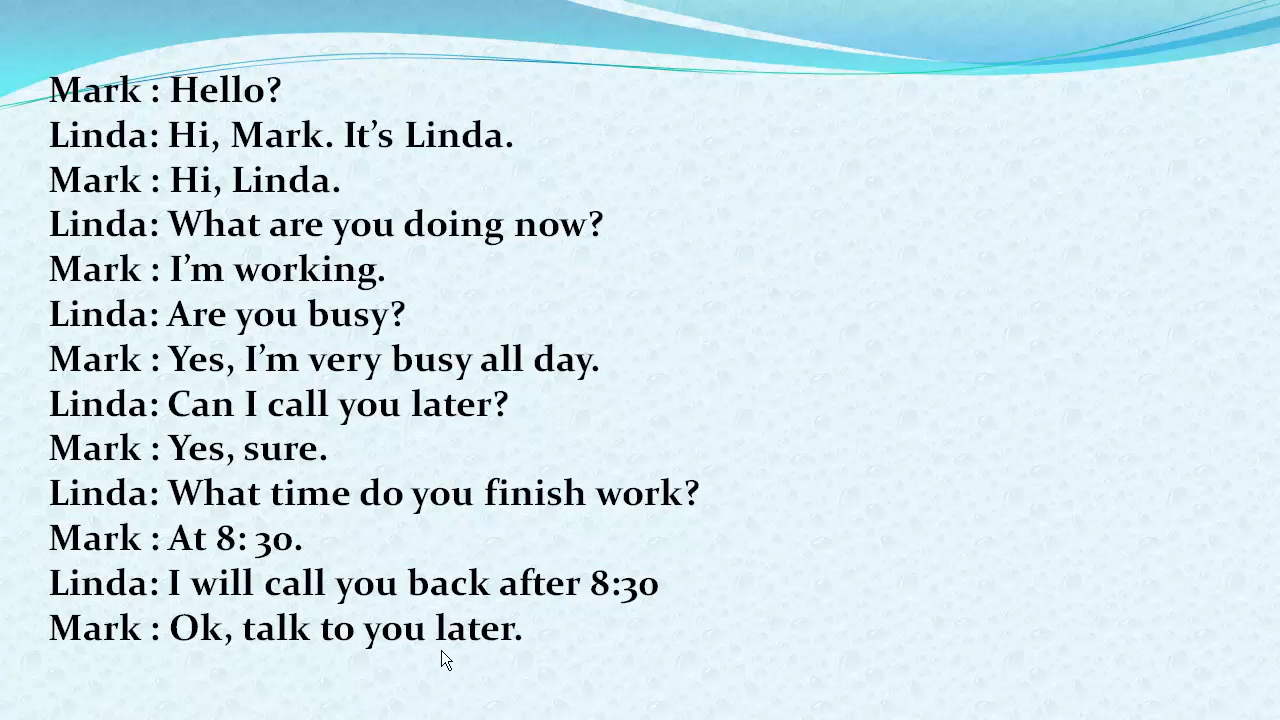 Mark : Hello?
Linda: Hi, Mark. It’s Linda.
Mark : Hi, Linda.
Linda: What are you doing now?
Mark : I’m working.
Linda: Are you busy?
Mark : Yes, I’m very busy all day.
Linda: Can I call you later?
Mark : Yes, sure.
Linda: What time do you finish work?
Mark : At 8: 30.
Linda: I will call you back after 8:30
Mark : Ok, talk to you later.